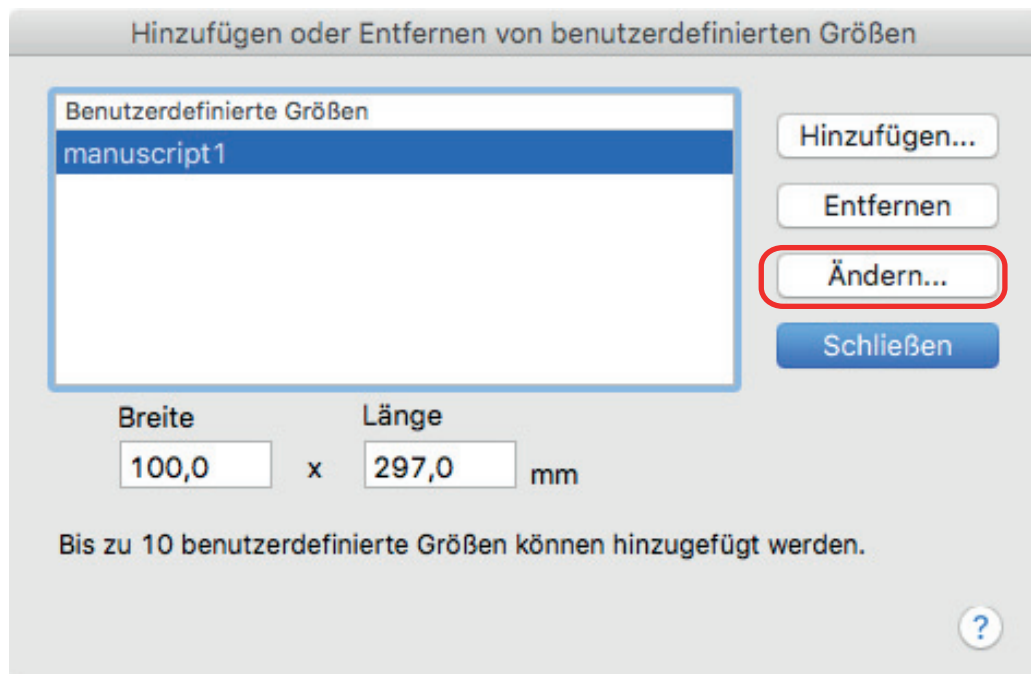 Hinzufügen oder Entfernen von benutzerdefinierten Größen
Benutzerdefinierte Größen
manuscript1
Hinzufügen...
Entfernen
Ändern...
Schließen
Breite Länge
100,0 x 297,0 mm
Bis zu 10 benutzerdefinierte Größen können hinzugefügt werden.
?